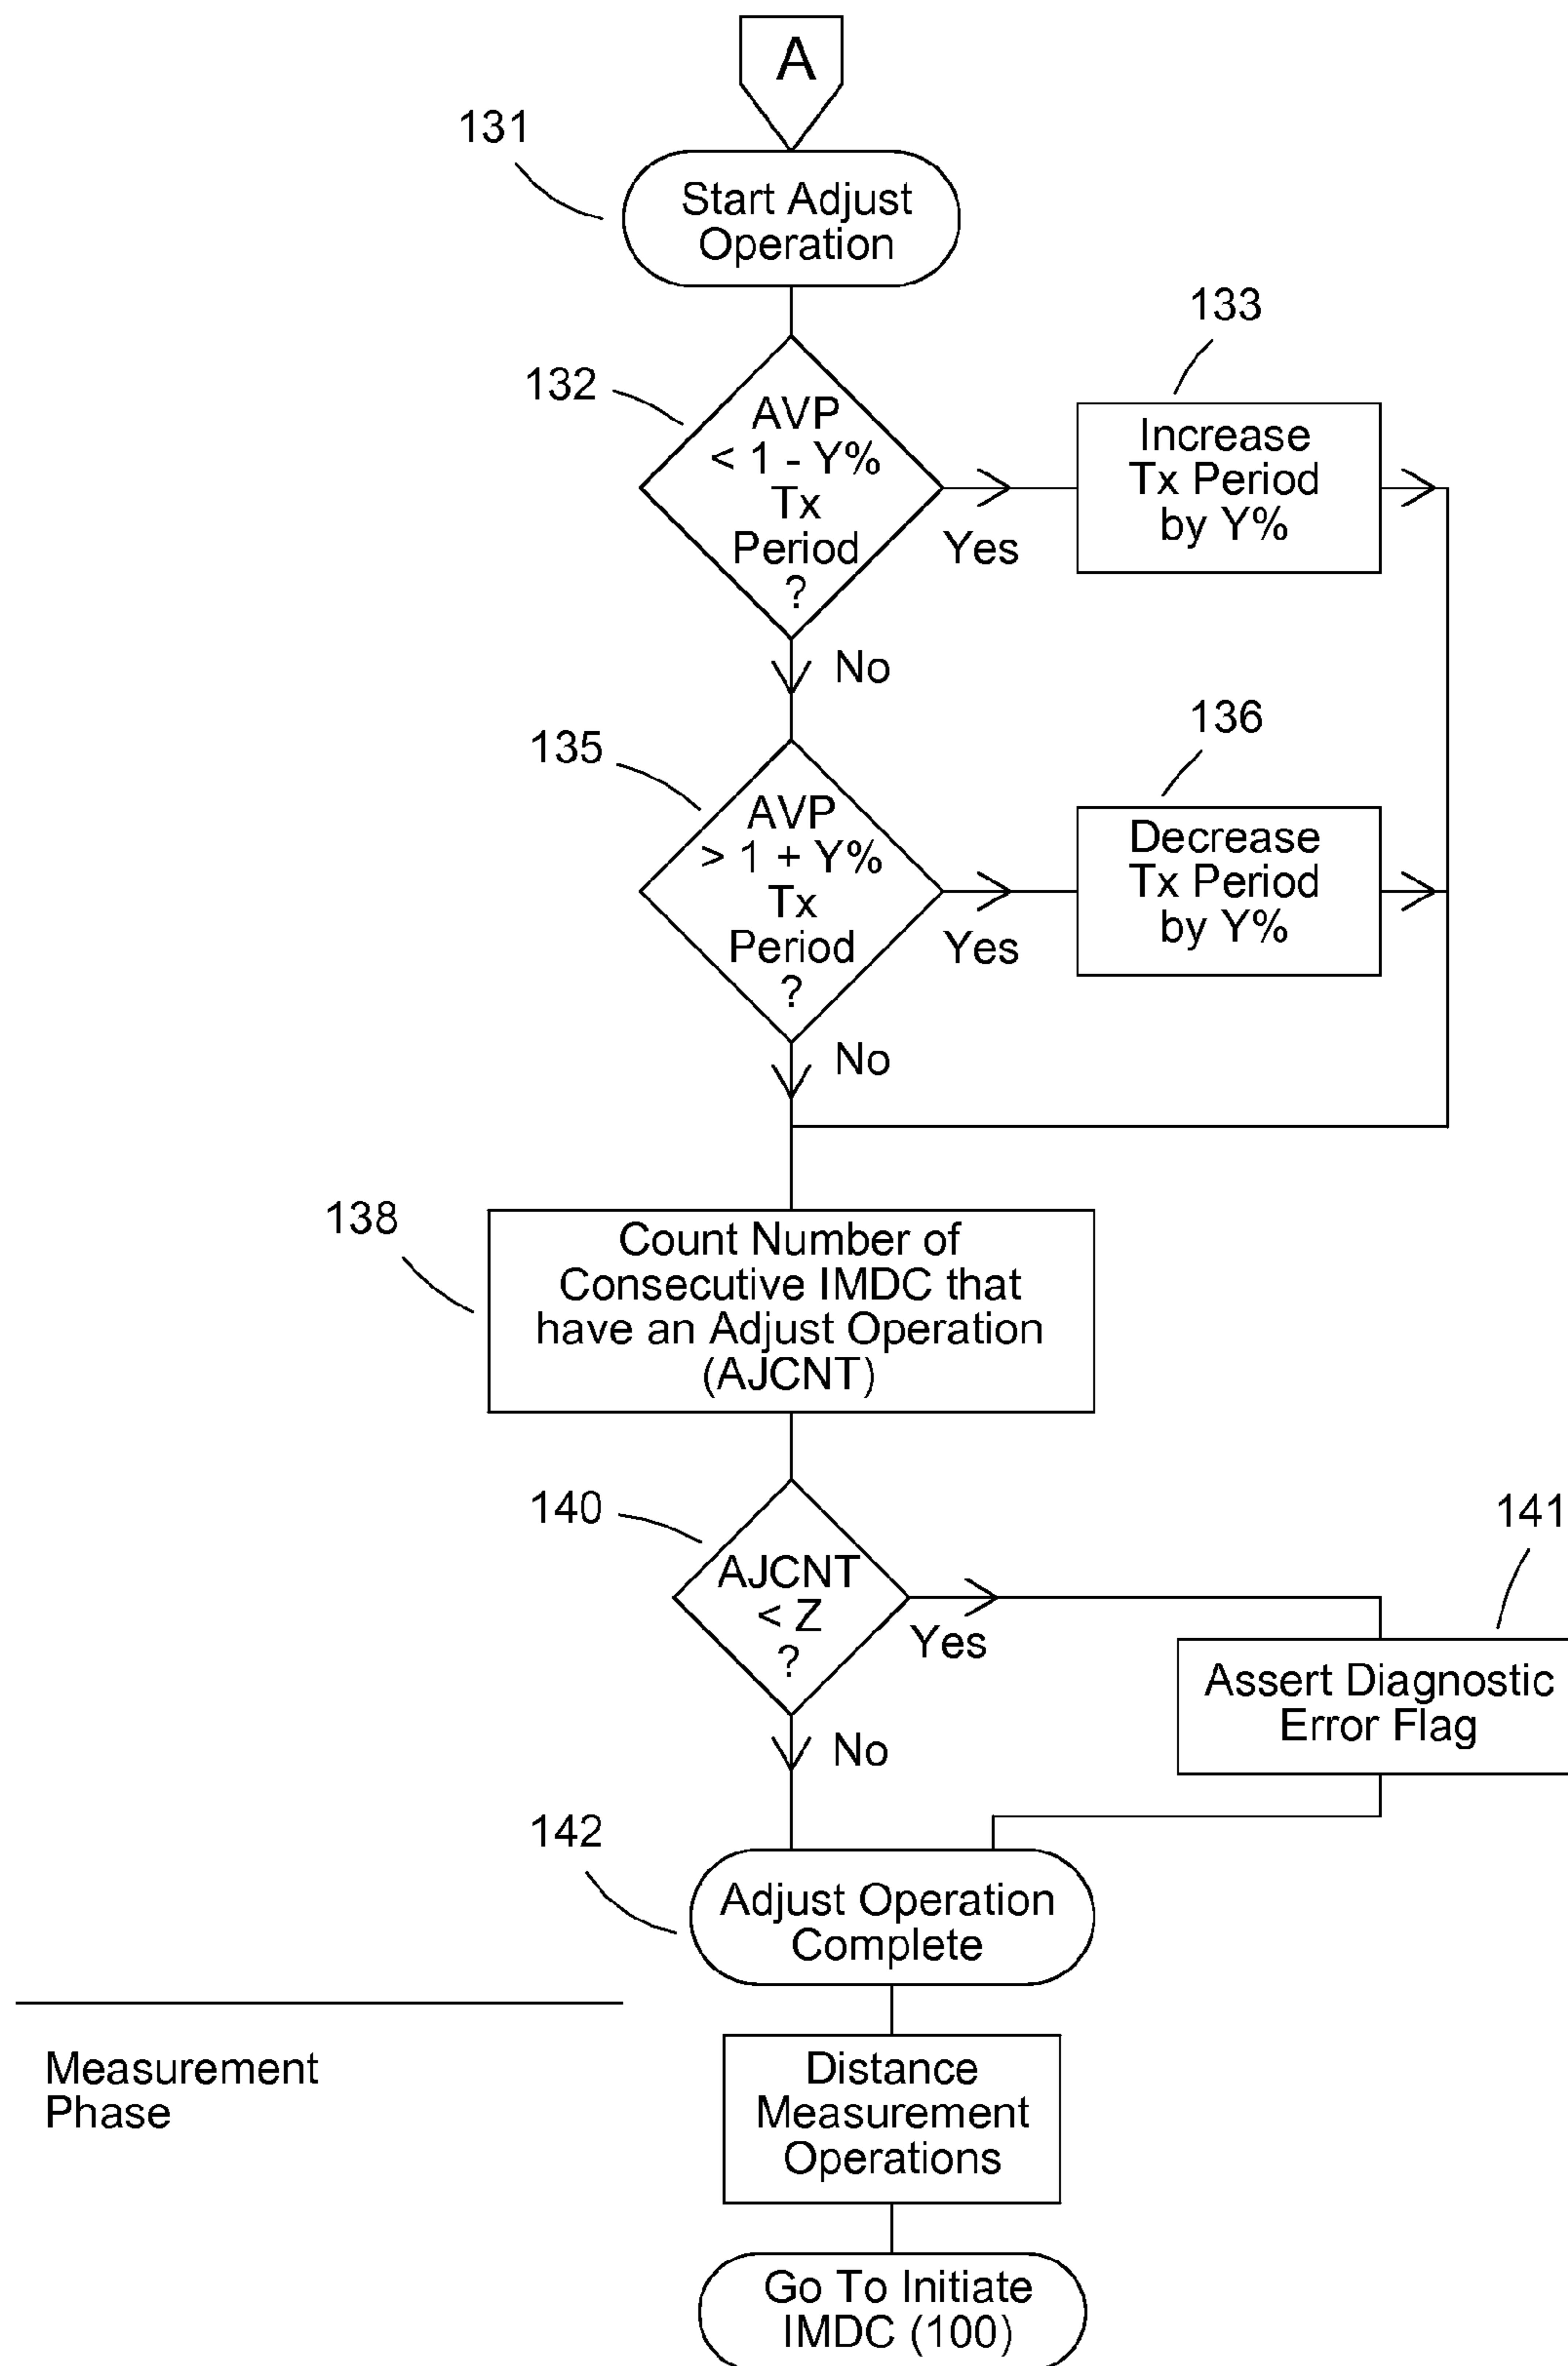 A
131
Start Adjust
Operation
133
132
AVP
< 1 - Y%
Tx
Period
?
Yes
Increase
Tx Period
by Y%
No
136
135
AVP
> 1 + Y%
Tx
Period
?
Yes
Decrease
Tx Period
by Y%
No
138
Count Number of
Consecutive IMDC that
have an Adjust Operation
(AJCNT)
140
141
AJCNT
< Z
?
Yes
Assert Diagnostic
Error Flag
No
142
Adjust Operation
Complete
Measurement
Phase
Distance
Measurement
Operations
Go To Initiate
IMDC (100)